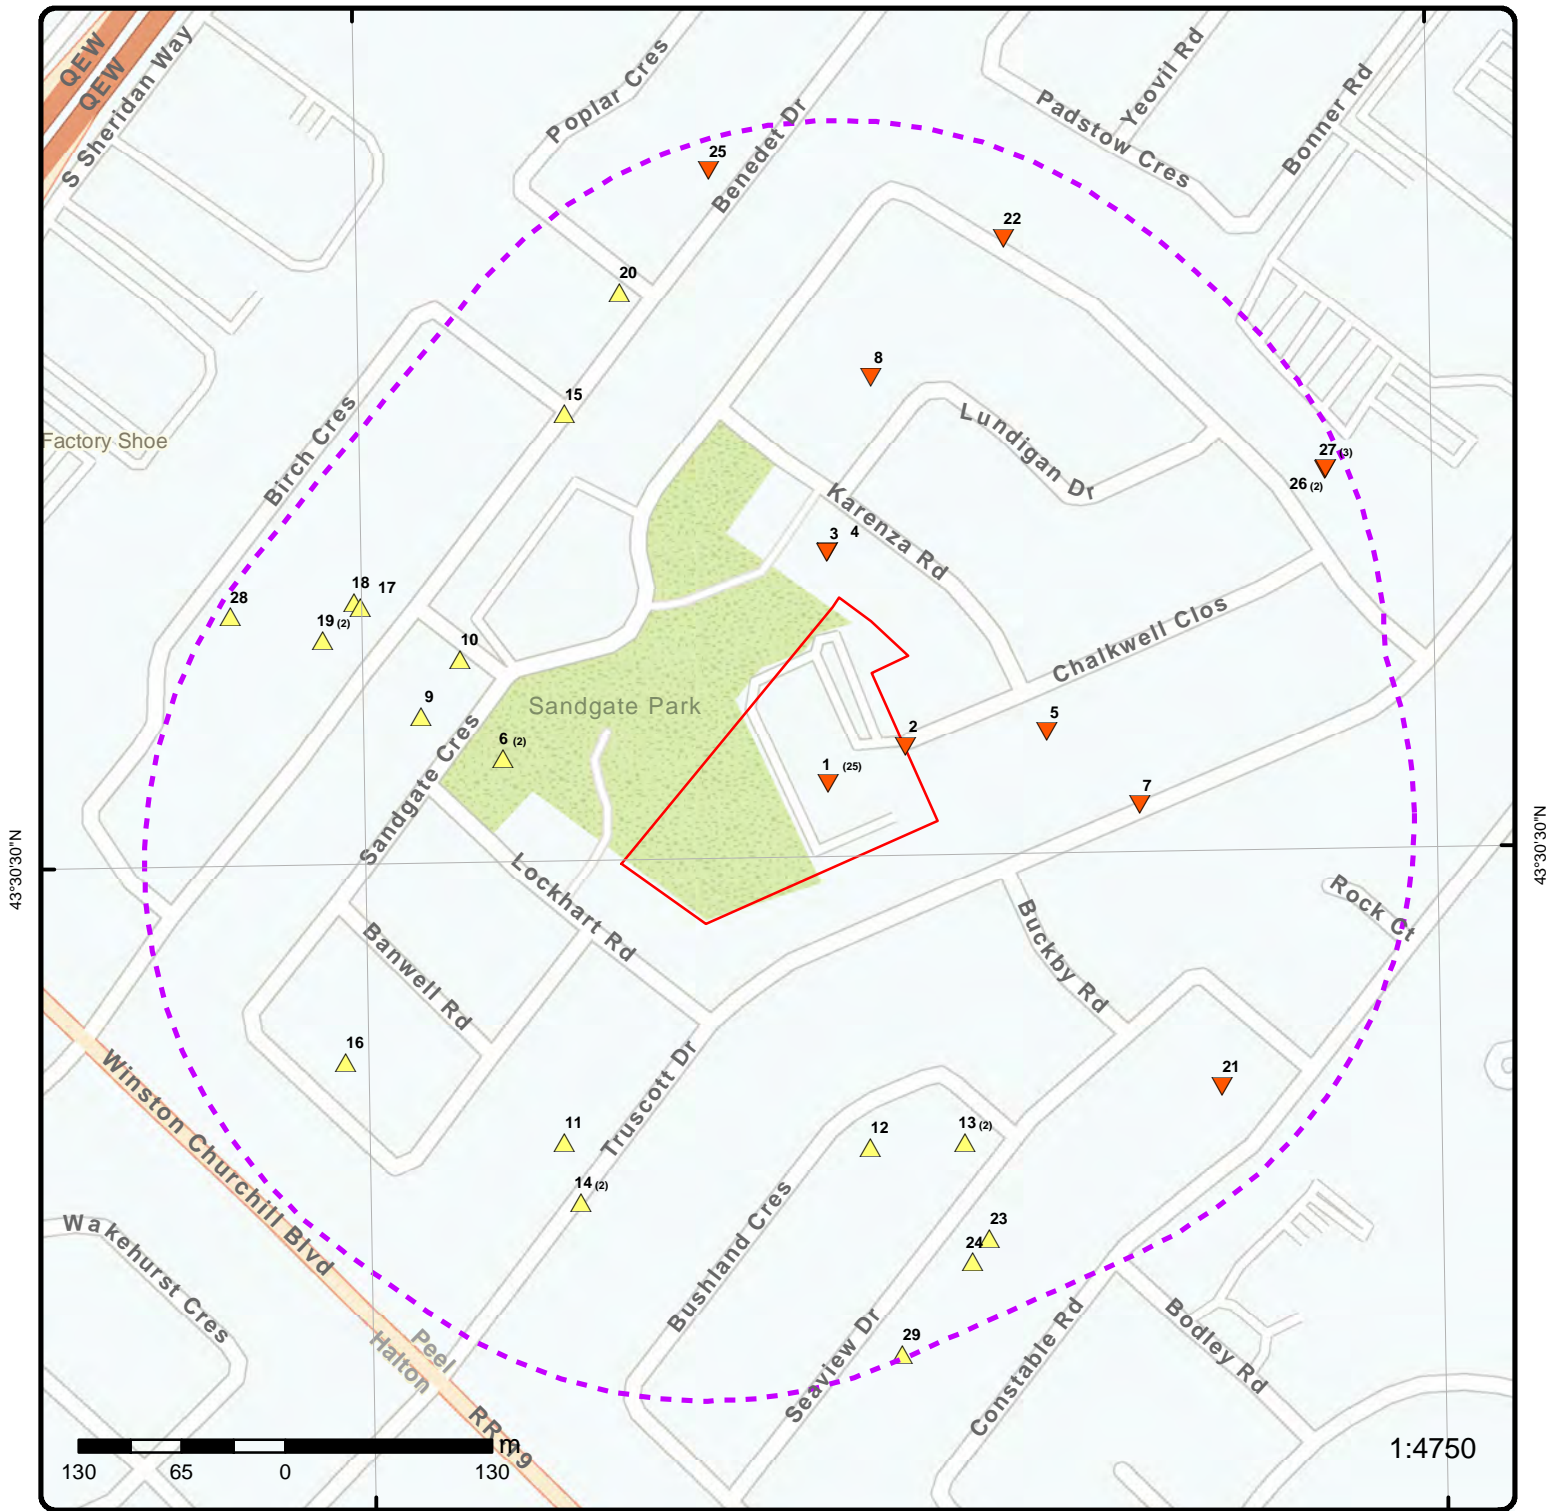 QEW
QEW
S Sheridan Way
Poplar Cres
Benedet Dr
Yeovil Rd
Padstow Cres
Bonner Rd
25
22
20
8
15
Lundigan Dr
Factory Shoe
Birch Cres
27 (3)
26 (2)
Karenza Rd
3 4
18 17
28
19 (2)
10
Chalkwell Clos
9
Sandgate Park
5
2
6 (2)
1 (25)
7
Sandgate Cres
43°30'30"N
43°30'30"N
Lockhart Rd
Rock Ct
Buckby Rd
Banwell Rd
16
21
Winston Churchill Blvd
Truscott Dr
11
12
13 (2)
14 (2)
Wakehurst Cres
Bushland Cres
23
24
Peel
Halton
Seaview Dr
29
Constable Rd
Bodley Rd
RR 19
m
130 65 0 130
1:4750